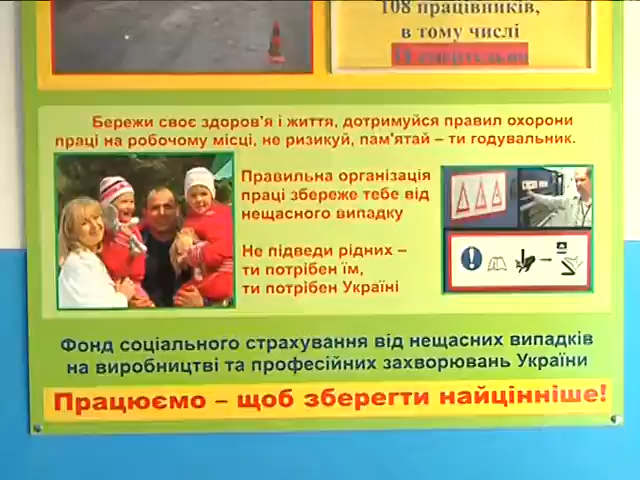 108 працівників,
в тому числі
Бережи своє здоров'я і життя, дотримуйся правил охорони
праці на робочому місці, не ризикуй, пам'ятай – ти годувальник.
Правильна організація
праці збереже тебе від
нещасного випадку
Не підведи рідних –
ти потрібен їм,
ти потрібен Україні
Фонд соціального страхування від нещасних випадків
на виробництві та професійних захворювань України
Працюємо – щоб зберегти найцінніше!